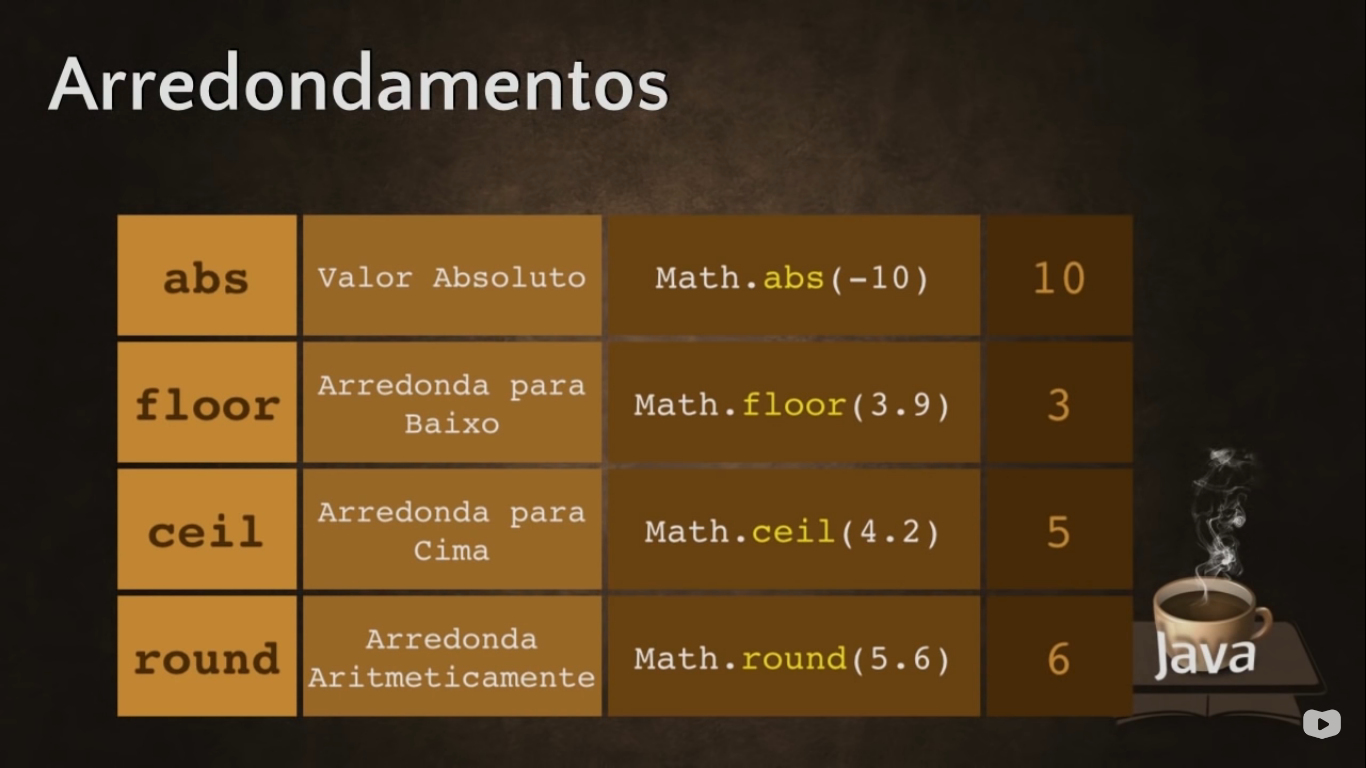 Arredondamentos
abs
Valor Absoluto
Math.abs(-10)
10
floor
Arredonda para
Baixo
Math.floor(3.9)
3
ceil
Arredonda para
Cima
Math.ceil(4.2)
5
round
Arredonda
Aritmeticamente
Math.round(5.6)
6
Java